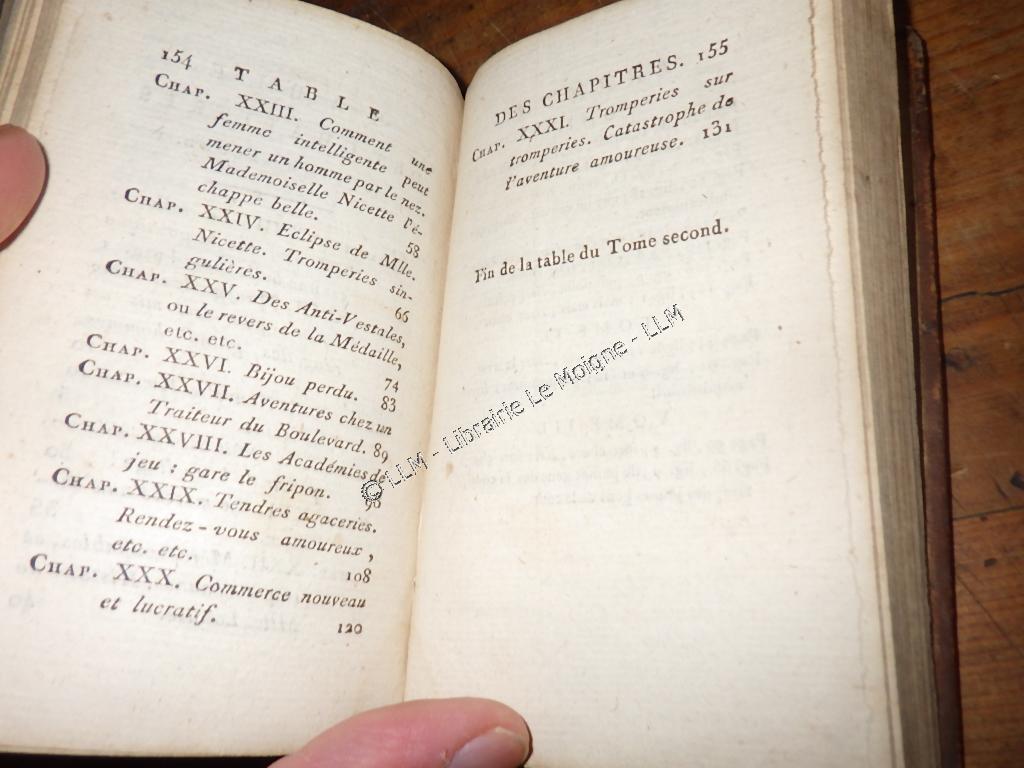 154 TABLE
CHAP. XXIII. Comment une
femme intelligente peut
mener un homme par le nez.
Mademoiselle Nicette l'é-
chappe belle. 58
CHAP. XXIV. Eclipse de Mlle.
Nicette. Tromperies sin-
gulières. 66
CHAP. XXV. Des Anti-Vestales,
ou le revers de la Médaille,
etc. etc. 74
CHAP. XXVI. Bijou perdu. 83
CHAP. XXVII. Aventures chez un
Traiteur du Boulevard. 89
CHAP. XXVIII. Les Académies de
jeu : gare le fripon. 90
CHAP. XXIX. Tendres agaceries.
Rendez-vous amoureux,
etc. etc. 108
CHAP. XXX. Commerce nouveau
et lucratif. 120
DES CHAPITRES. 155
CHAP. XXXI. Tromperies sur
tromperies. Catastrophe de
l'aventure amoureuse. 131
Fin de la table du Tome second.
© LLM - Librairie Le Moigne - LLM